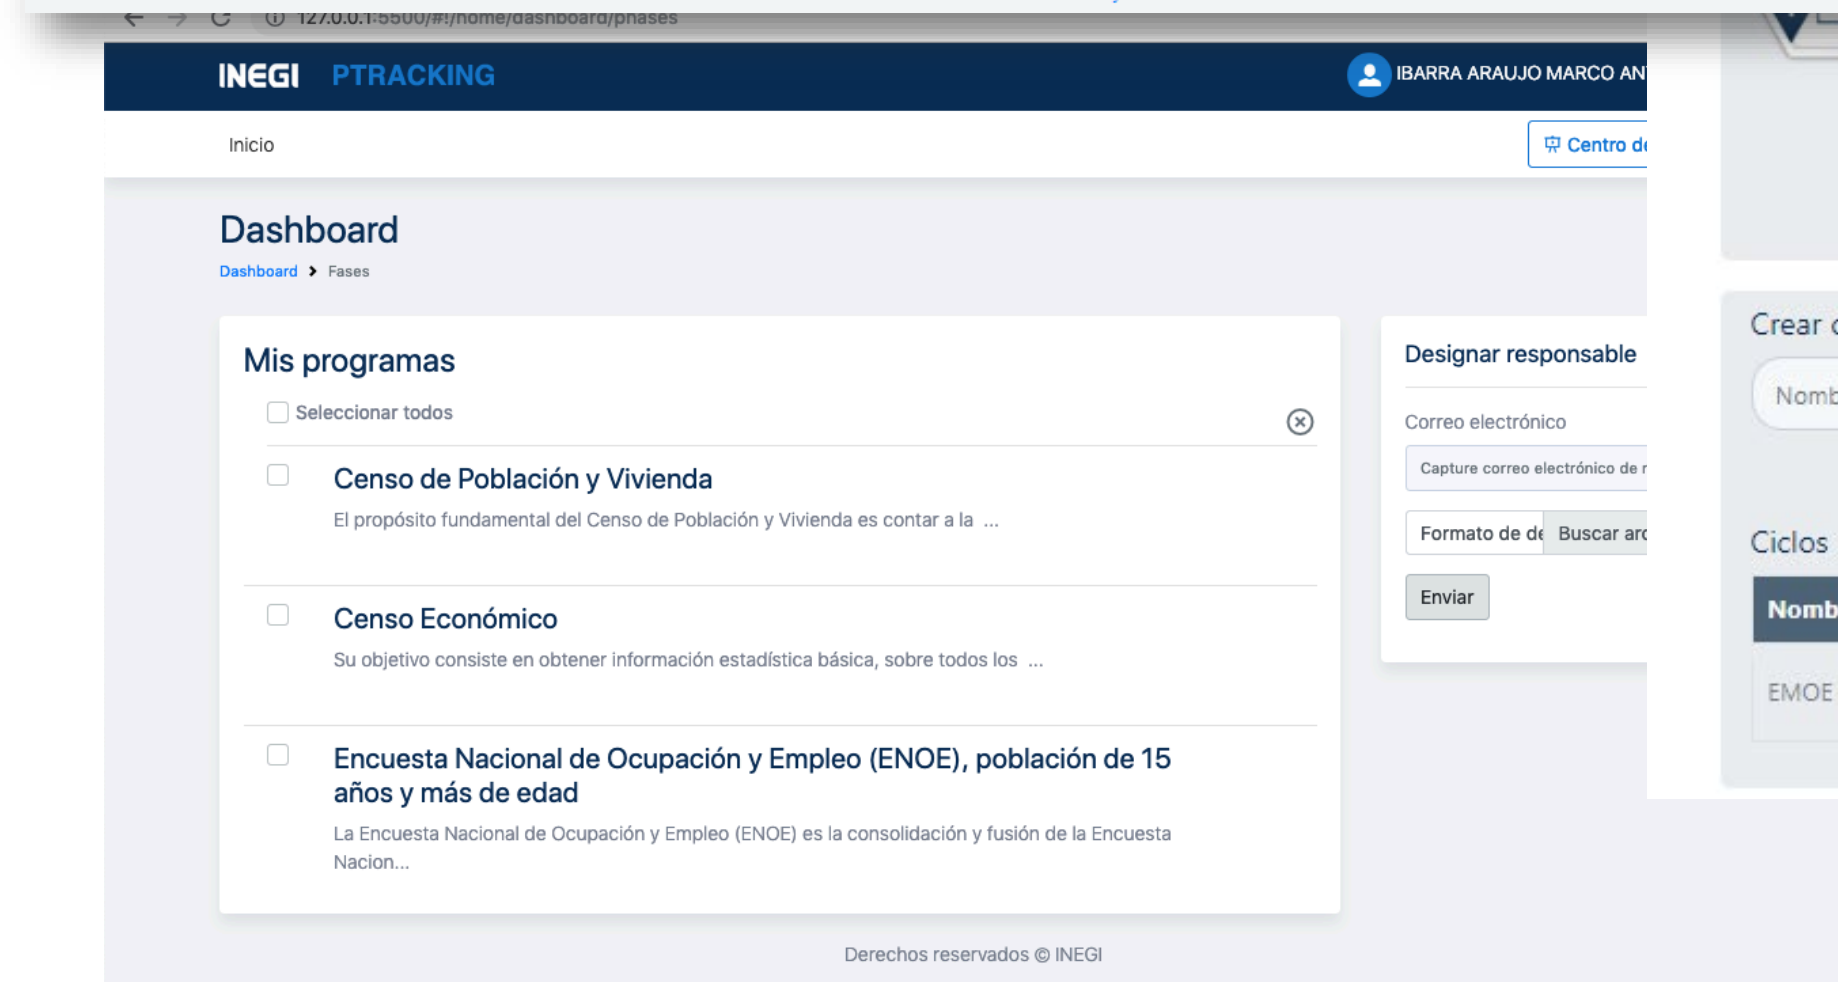 127.0.0.1:5500/#!/home/dashboard/phases
INEGI PTRACKING
IBARRA ARAUJO MARCO AN
Inicio
Centro de
Dashboard
Dashboard > Fases
Mis programas
Seleccionar todos
Censo de Población y Vivienda
El propósito fundamental del Censo de Población y Vivienda es contar a la ...
Censo Económico
Su objetivo consiste en obtener información estadística básica, sobre todos los ...
Encuesta Nacional de Ocupación y Empleo (ENOE), población de 15
años y más de edad
La Encuesta Nacional de Ocupación y Empleo (ENOE) es la consolidación y fusión de la Encuesta
Nacion...
Designar responsable
Correo electrónico
Capture correo electrónico de r
Formato de de Buscar arc
Enviar
Crear
Nomb
Ciclos
Nomb
EMOE
Derechos reservados © INEGI